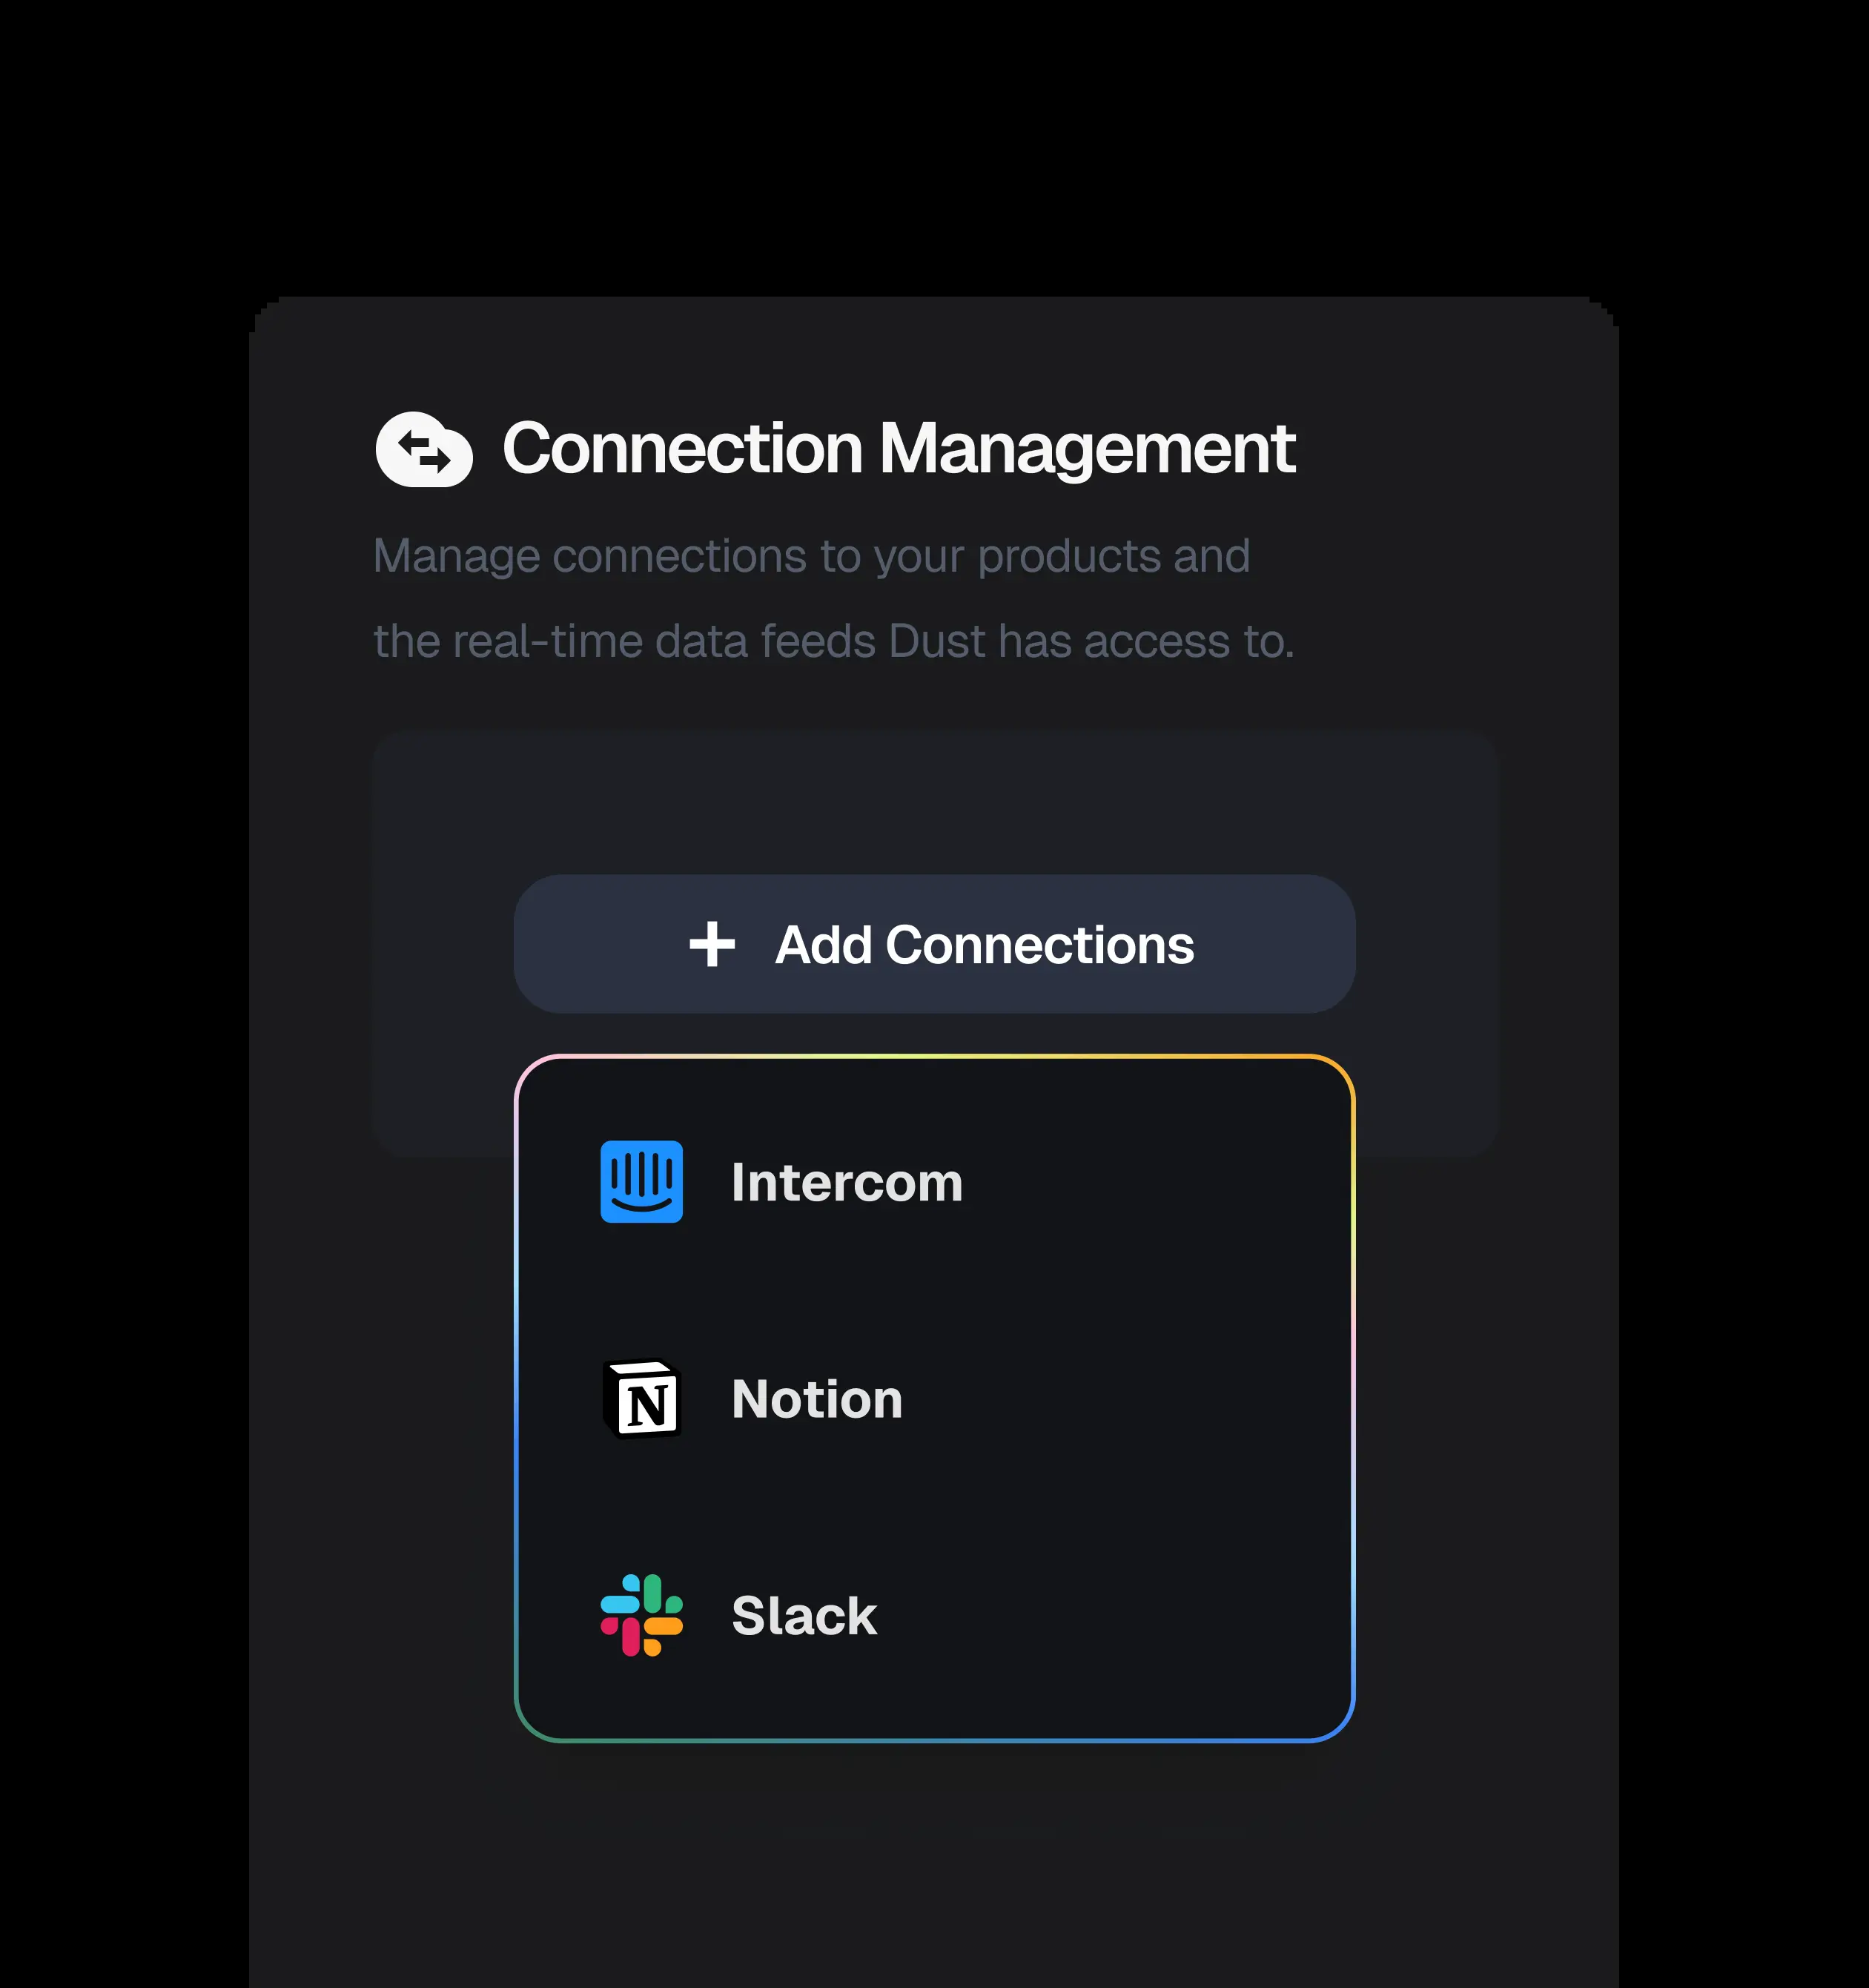 Connection Management
Manage connections to your products and
the real-time data feeds Dust has access to.
Add Connections
Intercom
N
Notion
Slack